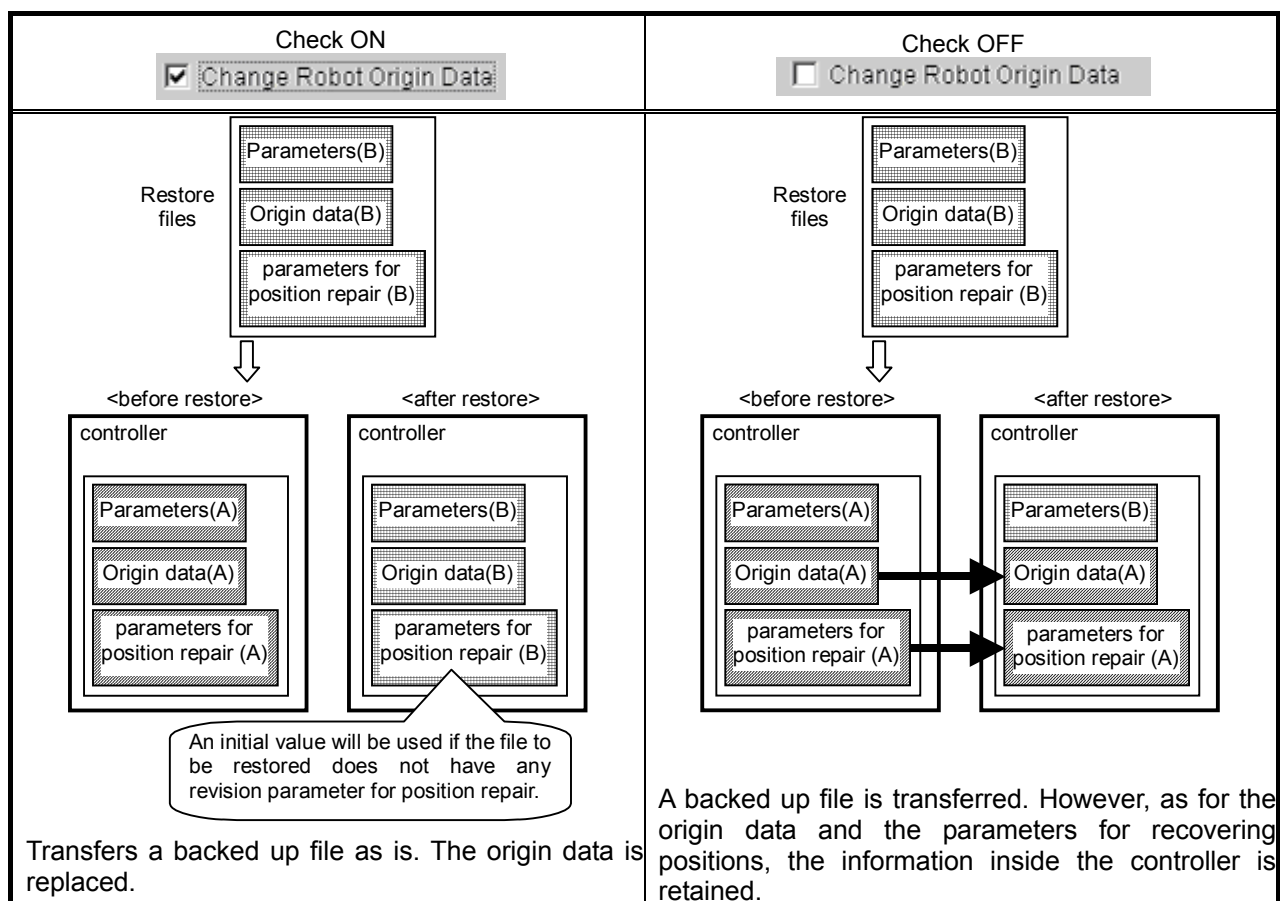 Check ON
Change Robot Origin Data
Check OFF
Change Robot Origin Data
Restore
files
Parameters(B)
Origin data(B)
parameters for
position repair (B)
<before restore>
<after restore>
controller
Parameters(A)
Origin data(A)
parameters for
position repair (A)
controller
Parameters(B)
Origin data(B)
parameters for
position repair (B)
An initial value will be used if the file to
be restored does not have any
revision parameter for position repair.
Transfers a backed up file as is. The origin data is
replaced.
Restore
files
Parameters(B)
Origin data(B)
parameters for
position repair (B)
<before restore>
<after restore>
controller
Parameters(A)
Origin data(A)
parameters for
position repair (A)
controller
Parameters(B)
Origin data(A)
parameters for
position repair (A)
A backed up file is transferred. However, as for the
origin data and the parameters for recovering
positions, the information inside the controller is
retained.